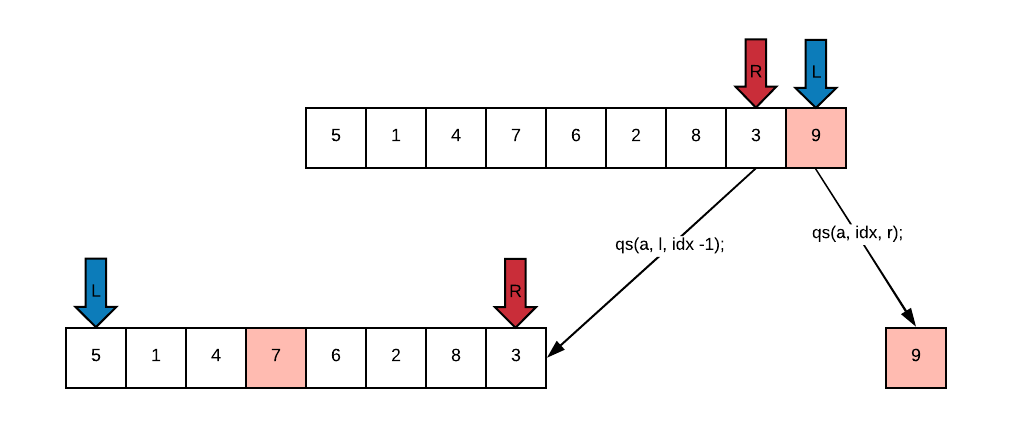 R L
5 1 4 7 6 2 8 3 9
qs(a, idx, r);
qs(a, l, idx -1);
L R
5 1 4 7 6 2 8 3
9